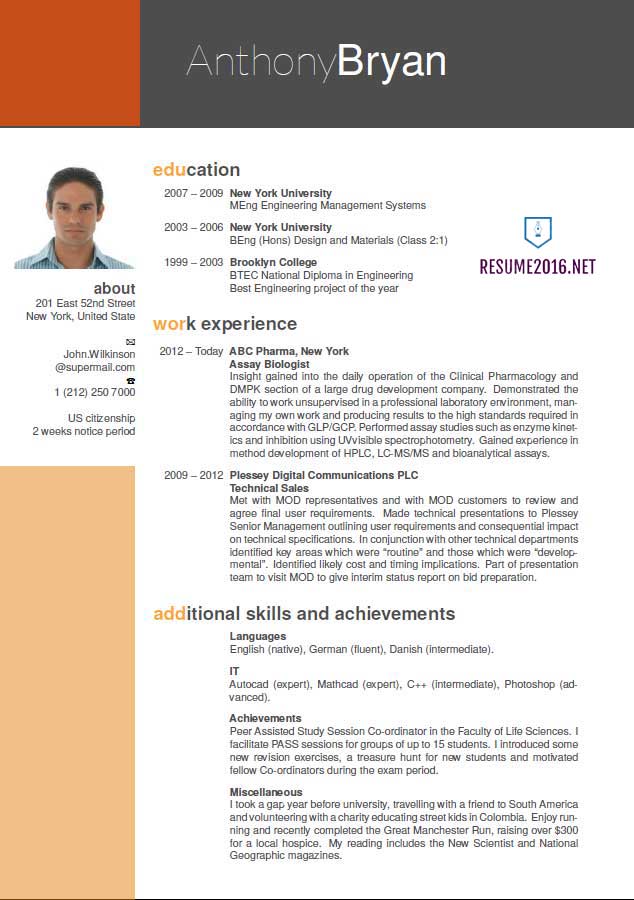 AnthonyBryan
about
201 East 52nd Street
New York, United State
John.Wilkinson
@supermail.com
1 (212) 250 7000
US citizenship
2 weeks notice period
education
2007 – 2009 New York University
MEng Engineering Management Systems
2003 – 2006 New York University
BEng (Hons) Design and Materials (Class 2:1)
1999 – 2003 Brooklyn College
BTEC National Diploma in Engineering
Best Engineering project of the year
RESUME2016.NET
work experience
2012 – Today ABC Pharma, New York
Assay Biologist
Insight gained into the daily operation of the Clinical Pharmacology and
DMPK section of a large drug development company. Demonstrated the
ability to work unsupervised in a professional laboratory environment, man-
aging my own work and producing results to the high standards required in
accordance with GLP/GCP. Performed assay studies such as enzyme kinet-
ics and inhibition using UVvisible spectrophotometry. Gained experience in
method development of HPLC, LC-MS/MS and bioanalytical assays.
2009 – 2012 Plessey Digital Communications PLC
Technical Sales
Met with MOD representatives and with MOD customers to review and
agree final user requirements. Made technical presentations to Plessey
Senior Management outlining user requirements and consequential impact
on technical specifications. In conjunction with other technical departments
identified key areas which were “routine” and those which were “develop-
mental”. Identified likely cost and timing implications. Part of presentation
team to visit MOD to give interim status report on bid preparation.
additional skills and achievements
Languages
English (native), German (fluent), Danish (intermediate).
IT
Autocad (expert), Mathcad (expert), C++ (intermediate), Photoshop (ad-
vanced).
Achievements
Peer Assisted Study Session Co-ordinator in the Faculty of Life Sciences. I
facilitate PASS sessions for groups of up to 15 students. I introduced some
new revision exercises, a treasure hunt for new students and motivated
fellow Co-ordinators during the exam period.
Miscellaneous
I took a gap year before university, travelling with a friend to South America
and volunteering with a charity educating street kids in Colombia. Enjoy run-
ning and recently completed the Great Manchester Run, raising over $300
for a local hospice. My reading includes the New Scientist and National
Geographic magazines.